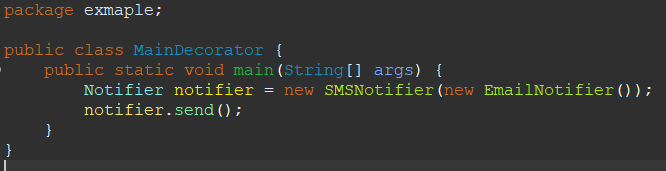 package exmaple;
public class MainDecorator {
public static void main(String[] args) {
Notifier notifier = new SMSNotifier(new EmailNotifier());
notifier.send();
}
}